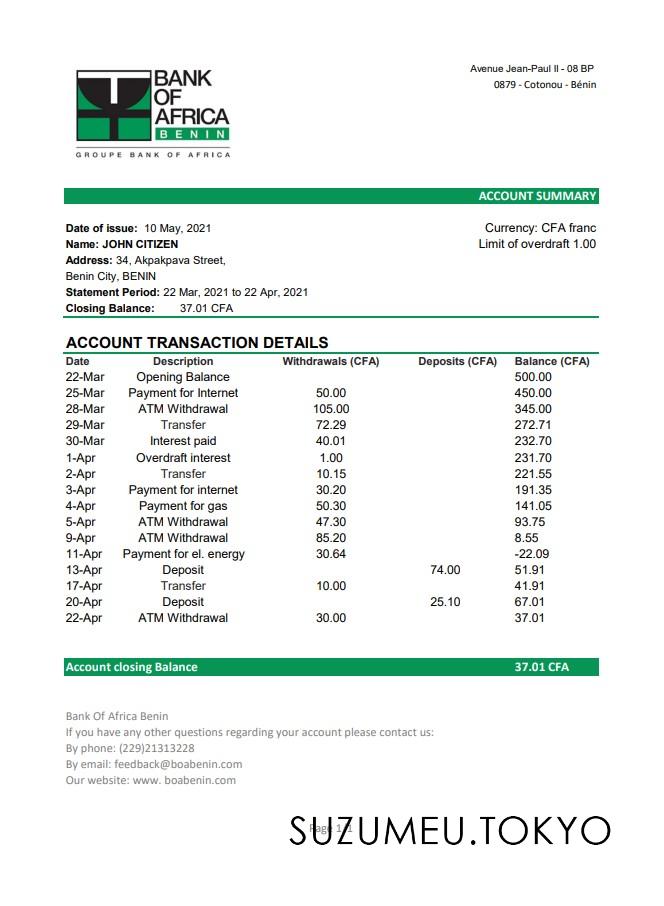 BANK
OF
AFRICA
BENIN
GROUPE BANK OF AFRICA
Avenue Jean-Paul II - 08 BP
0879 - Cotonou - Bénin
ACCOUNT SUMMARY
Date of issue: 10 May, 2021
Name: JOHN CITIZEN
Address: 34, Akpakpava Street,
Benin City, BENIN
Statement Period: 22 Mar, 2021 to 22 Apr, 2021
Closing Balance: 37.01 CFA
Currency: CFA franc
Limit of overdraft 1.00
ACCOUNT TRANSACTION DETAILS
Date Description Withdrawals (CFA) Deposits (CFA) Balance (CFA)
22-Mar Opening Balance 500.00
25-Mar Payment for Internet 50.00 450.00
28-Mar ATM Withdrawal 105.00 345.00
29-Mar Transfer 72.29 272.71
30-Mar Interest paid 40.01 232.70
1-Apr Overdraft interest 1.00 231.70
2-Apr Transfer 10.15 221.55
3-Apr Payment for internet 30.20 191.35
4-Apr Payment for gas 50.30 141.05
5-Apr ATM Withdrawal 47.30 93.75
9-Apr ATM Withdrawal 85.20 8.55
11-Apr Payment for el. energy 30.64 -22.09
13-Apr Deposit 74.00 51.91
17-Apr Transfer 10.00 41.91
20-Apr Deposit 25.10 67.01
22-Apr ATM Withdrawal 30.00 37.01
Account closing Balance 37.01 CFA
Bank Of Africa Benin
If you have any other questions regarding your account please contact us:
By phone: (229)21313228
By email: feedback@boabenin.com
Our website: www. boabenin.com
Page 1/1
SUZUMEU.TOKYO